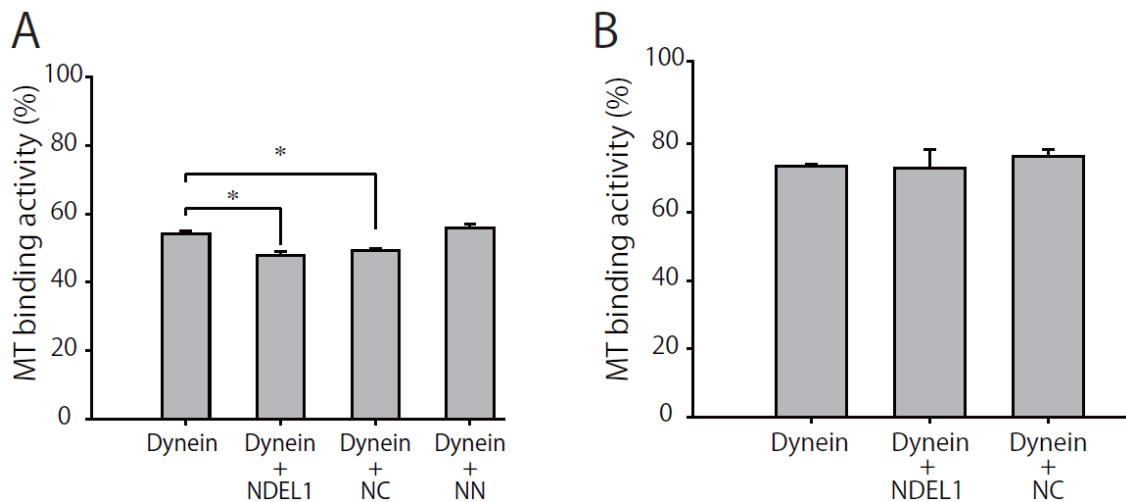 A
MT binding activity (%)
100
80
60
40
20
0
*
*
Dynein
Dynein
+
NDEL1
Dynein
+
NC
Dynein
+
NN
B
MT binding acitivity (%)
100
80
60
40
20
0
Dynein
Dynein
+
NDEL1
Dynein
+
NC